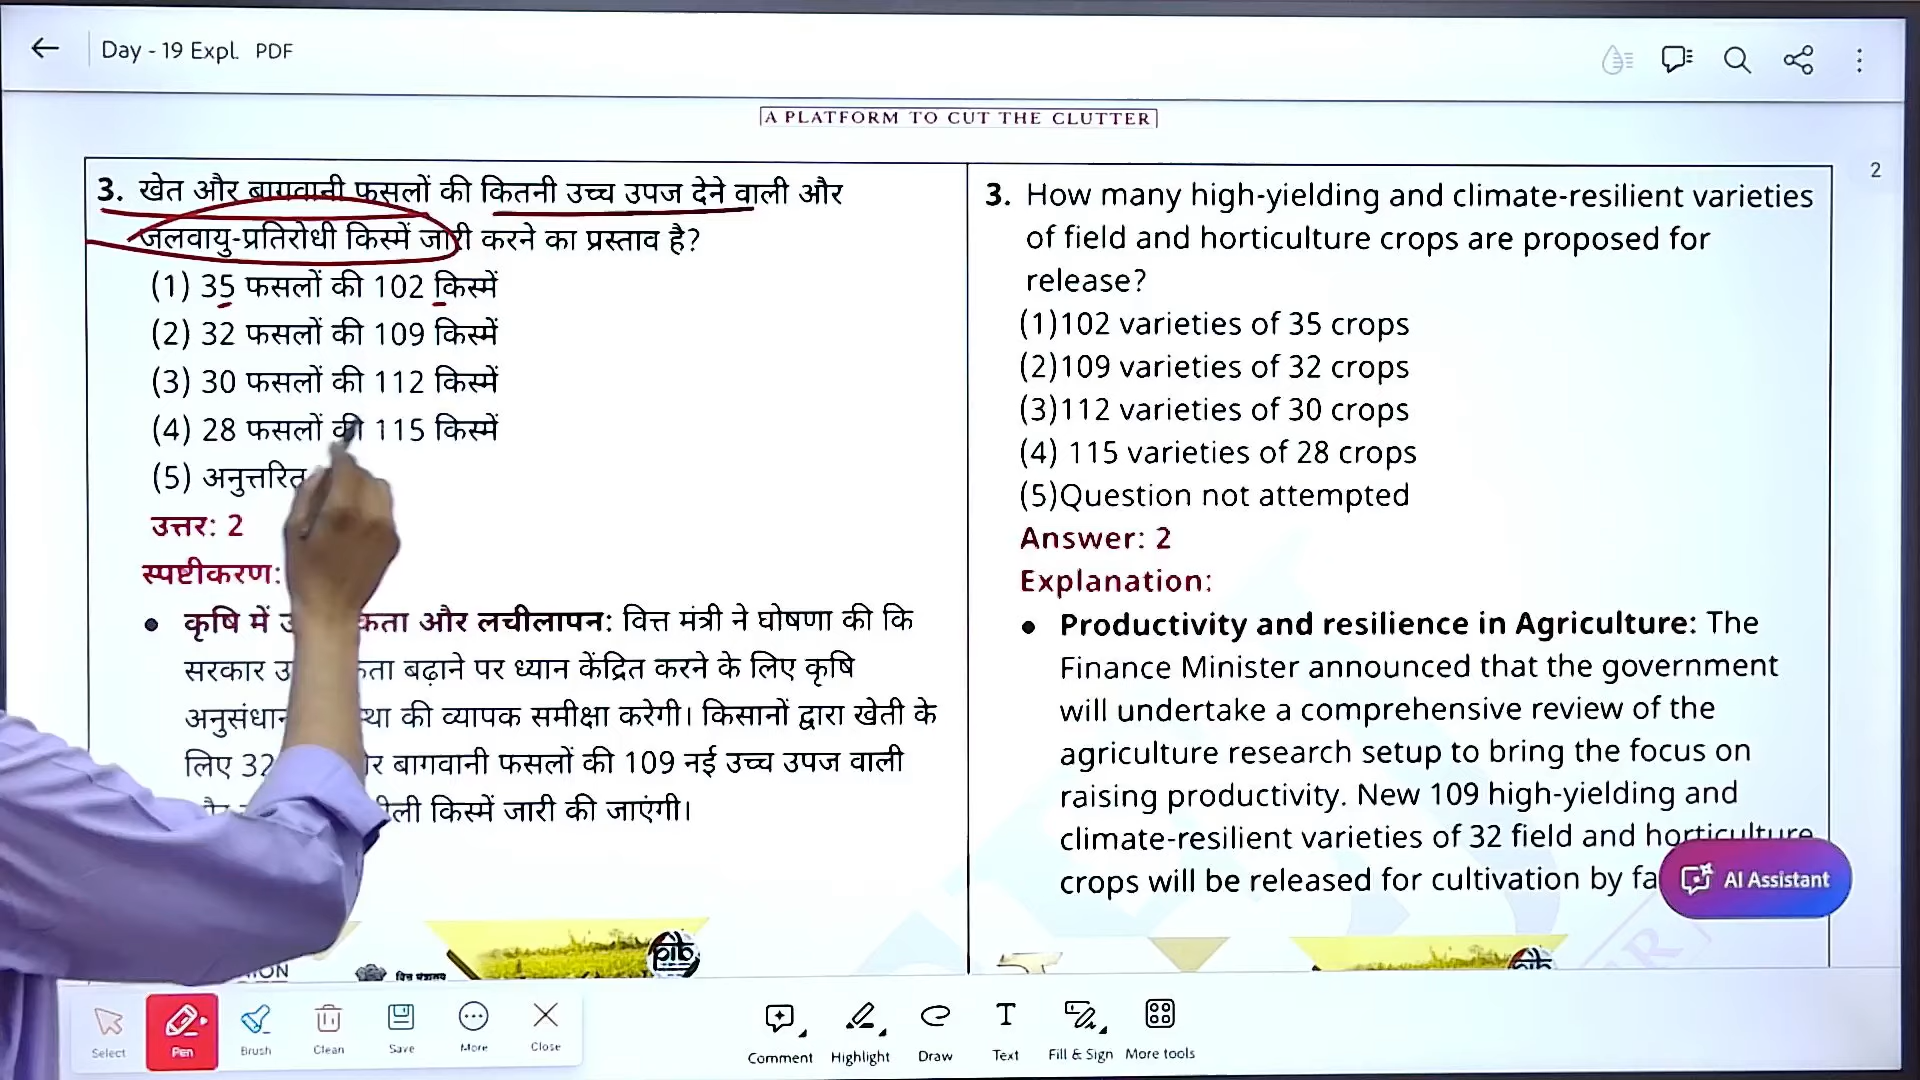 Day - 19 Expl. PDF
A PLATFORM TO CUT THE CLUTTER
2
3. खेत और बागवानी फसलों की कितनी उच्च उपज देने वाली और
जलवायु-प्रतिरोधी किस्में जारी करने का प्रस्ताव है?
(1) 35 फसलों की 102 किस्में
(2) 32 फसलों की 109 किस्में
(3) 30 फसलों की 112 किस्में
(4) 28 फसलों की 115 किस्में
(5) अनुत्तरित
उत्तर: 2
स्पष्टीकरण:
कृषि में और लचीलापन: वित्त मंत्री ने घोषणा की कि
सरकार बढ़ाने पर ध्यान केंद्रित करने के लिए कृषि
अनुसंधान की व्यापक समीक्षा करेगी। किसानों द्वारा खेती के
लिए 32 बागवानी फसलों की 109 नई उच्च उपज वाली
किस्में जारी की जाएंगी।
3. How many high-yielding and climate-resilient varieties
of field and horticulture crops are proposed for
release?
(1)102 varieties of 35 crops
(2)109 varieties of 32 crops
(3)112 varieties of 30 crops
(4) 115 varieties of 28 crops
(5)Question not attempted
Answer: 2
Explanation:
• Productivity and resilience in Agriculture: The
Finance Minister announced that the government
will undertake a comprehensive review of the
agriculture research setup to bring the focus on
raising productivity. New 109 high-yielding and
climate-resilient varieties of 32 field and horticulture
crops will be released for cultivation by
AI Assistant
pib
वित्त मंत्रालय
Select Pen Brush Clean Save More Close
Comment Highlight Draw Text Fill & Sign More tools